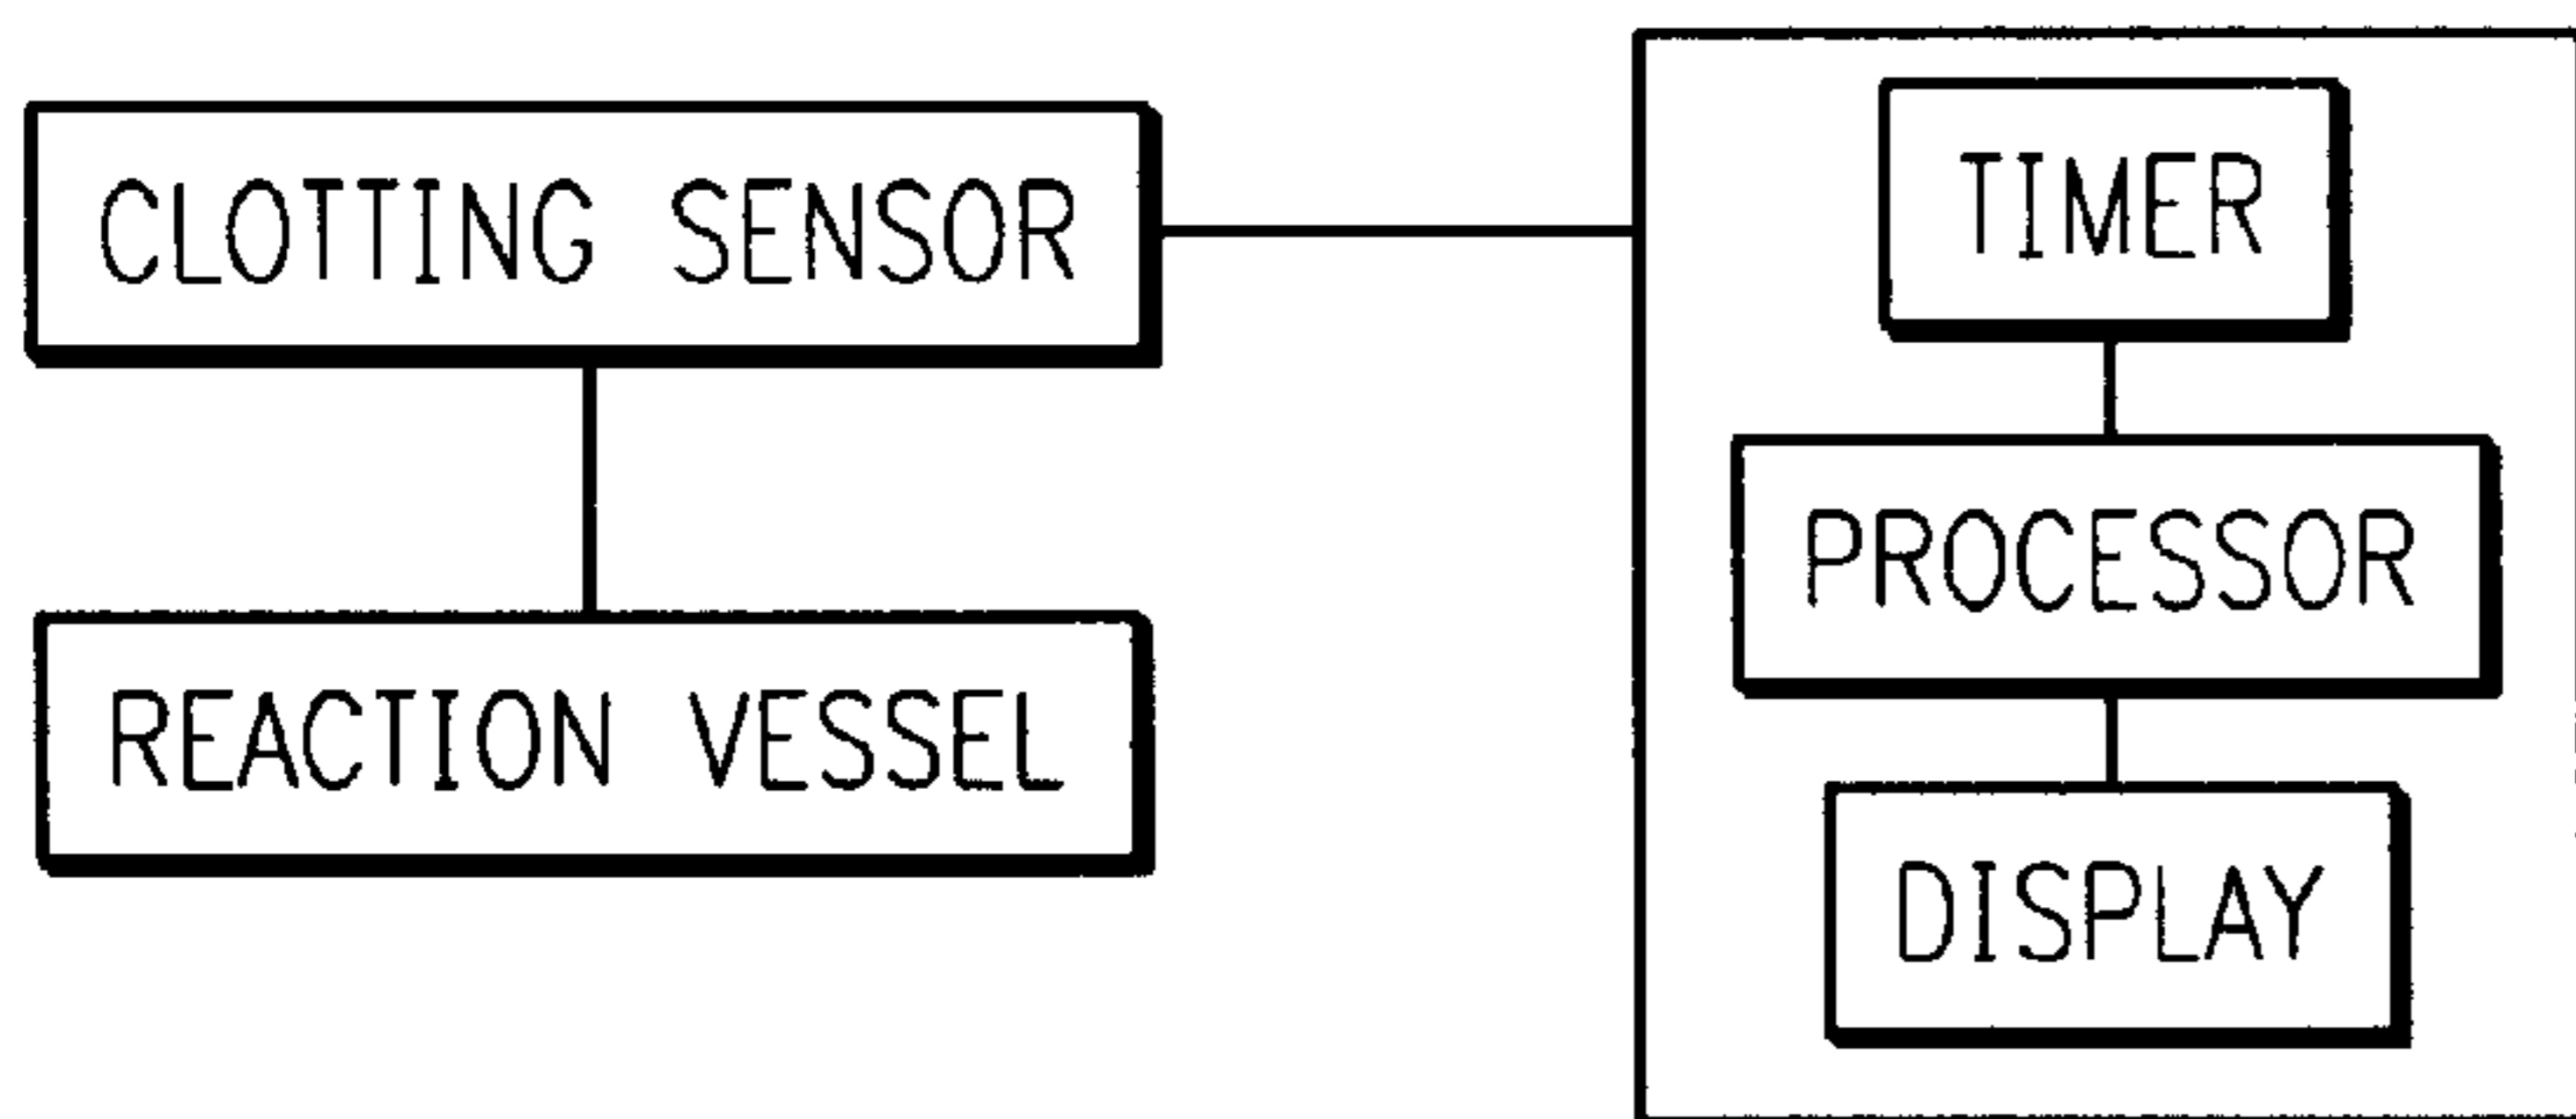 CLOTTING SENSOR
REACTION VESSEL
TIMER
PROCESSOR
DISPLAY